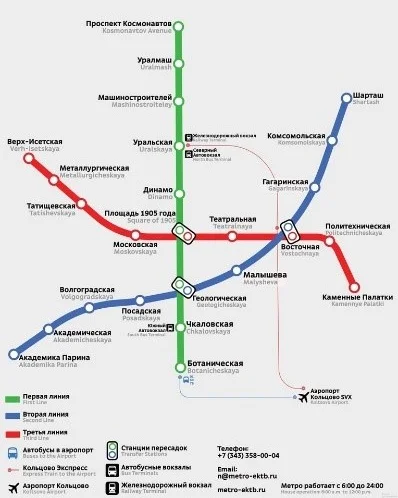 Проспект Космонавтов
Kosmonavtov Avenue
Уралмаш
Uralmash
Машиностроителей
Mashinostroiteley
Шарташ
Shartash
Уральская
Uralskaya
Железнодорожный вокзал
Railway Terminal
Северный
Автовокзал
North Bus Terminal
Комсомольская
Komsomolskaya
Верх-Исетская
Verh-Isetskaya
Металлургическая
Metallurgicheskaya
Гагаринская
Gagarinskaya
Динамо
Dinamo
Татищевская
Tatishevskaya
Площадь 1905 года
Square of 1905
Театральная
Teatralnaya
Политехническая
Politechnicheskaya
Московская
Moskovskaya
Восточная
Vostochnaya
Малышева
Malysheva
Волгоградская
Volgogradskaya
Геологическая
Geologicheskaya
Каменные Палатки
Kamennye Palatki
Посадская
Posadskaya
Южный
Автовокзал
South Bus Terminal
Чкаловская
Chkalovskaya
Академическая
Akademicheskaya
Академика Парина
Akademika Parina
Ботаническая
Botanicheskaya
Аэропорт
Кольцово SVX
Koltsovo Airport
Первая линия
First Line
Вторая линия
Second Line
Третья линия
Third Line
Автобусы в аэропорт
Buses to the Airport
Кольцово Экспресс
Express Train to the Airport
Аэропорт Кольцово
Koltsovo Airport
Станции пересадок
Transfer Stations
Автобусные вокзалы
Bus Terminals
Железнодорожный вокзал
Railway Terminal
Телефон:
+7 (343) 358-00-04
Email:
n@metro-ektb.ru
metro-ektb.ru
Метро работает с 6:00 до 24:00